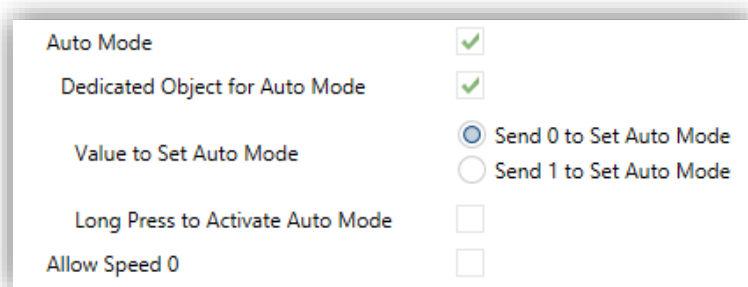 Auto Mode
Dedicated Object for Auto Mode
Value to Set Auto Mode
Send 0 to Set Auto Mode
Send 1 to Set Auto Mode
Long Press to Activate Auto Mode
Allow Speed 0